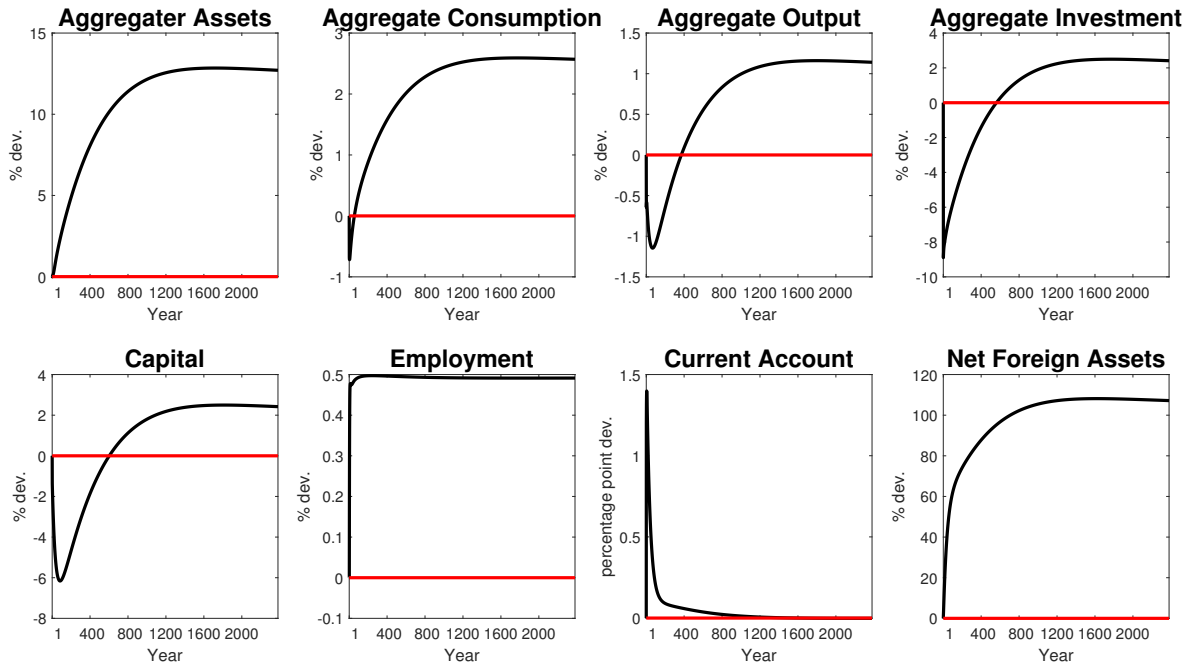 Aggregater Assets
15
10
5
0
% dev.
1 400 800 1200 1600 2000
Year
Aggregate Consumption
3
2
1
0
-1
% dev.
1 400 800 1200 1600 2000
Year
Aggregate Output
1.5
1
0.5
0
-0.5
-1
-1.5
% dev.
1 400 800 1200 1600 2000
Year
Aggregate Investment
4
2
0
-2
-4
-6
-8
-10
% dev.
1 400 800 1200 1600 2000
Year
Capital
4
2
0
-2
-4
-6
-8
% dev.
1 400 800 1200 1600 2000
Year
Employment
0.5
0.4
0.3
0.2
0.1
0
-0.1
% dev.
1 400 800 1200 1600 2000
Year
Current Account
1.5
1
0.5
0
percentage point dev.
1 400 800 1200 1600 2000
Year
Net Foreign Assets
120
100
80
60
40
20
0
% dev.
1 400 800 1200 1600 2000
Year